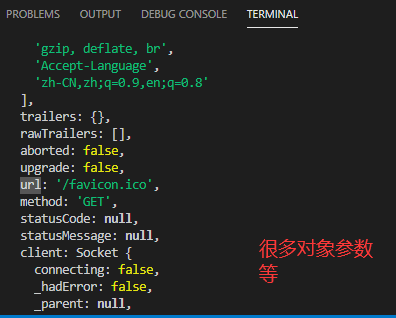 PROBLEMS OUTPUT DEBUG CONSOLE TERMINAL
'gzip, deflate, br',
'Accept-Language',
'zh-CN,zh;q=0.9,en;q=0.8'
],
trailers: {},
rawTrailers: [],
aborted: false,
upgrade: false,
url: '/favicon.ico',
method: 'GET',
statusCode: null,
statusMessage: null,
client: Socket {
connecting: false,
_hadError: false,
_parent: null,
很多对象参数
等